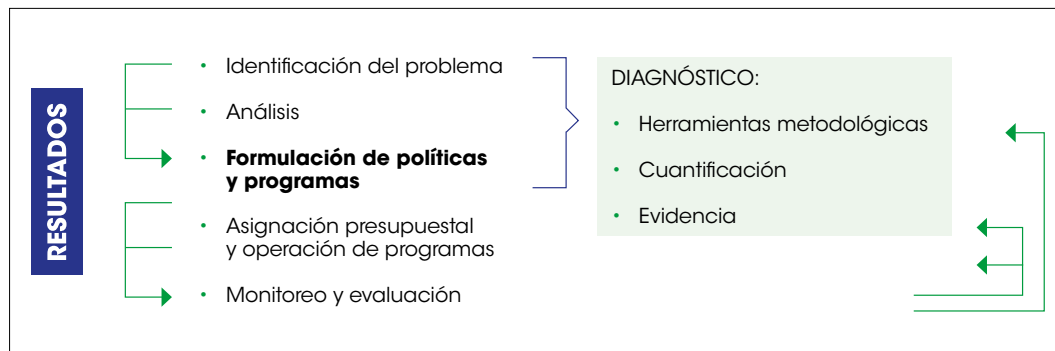 RESULTADOS
• Identificación del problema
• Análisis
• Formulación de políticas
y programas
• Asignación presupuestal
y operación de programas
• Monitoreo y evaluación
DIAGNÓSTICO:
• Herramientas metodológicas
• Cuantificación
• Evidencia